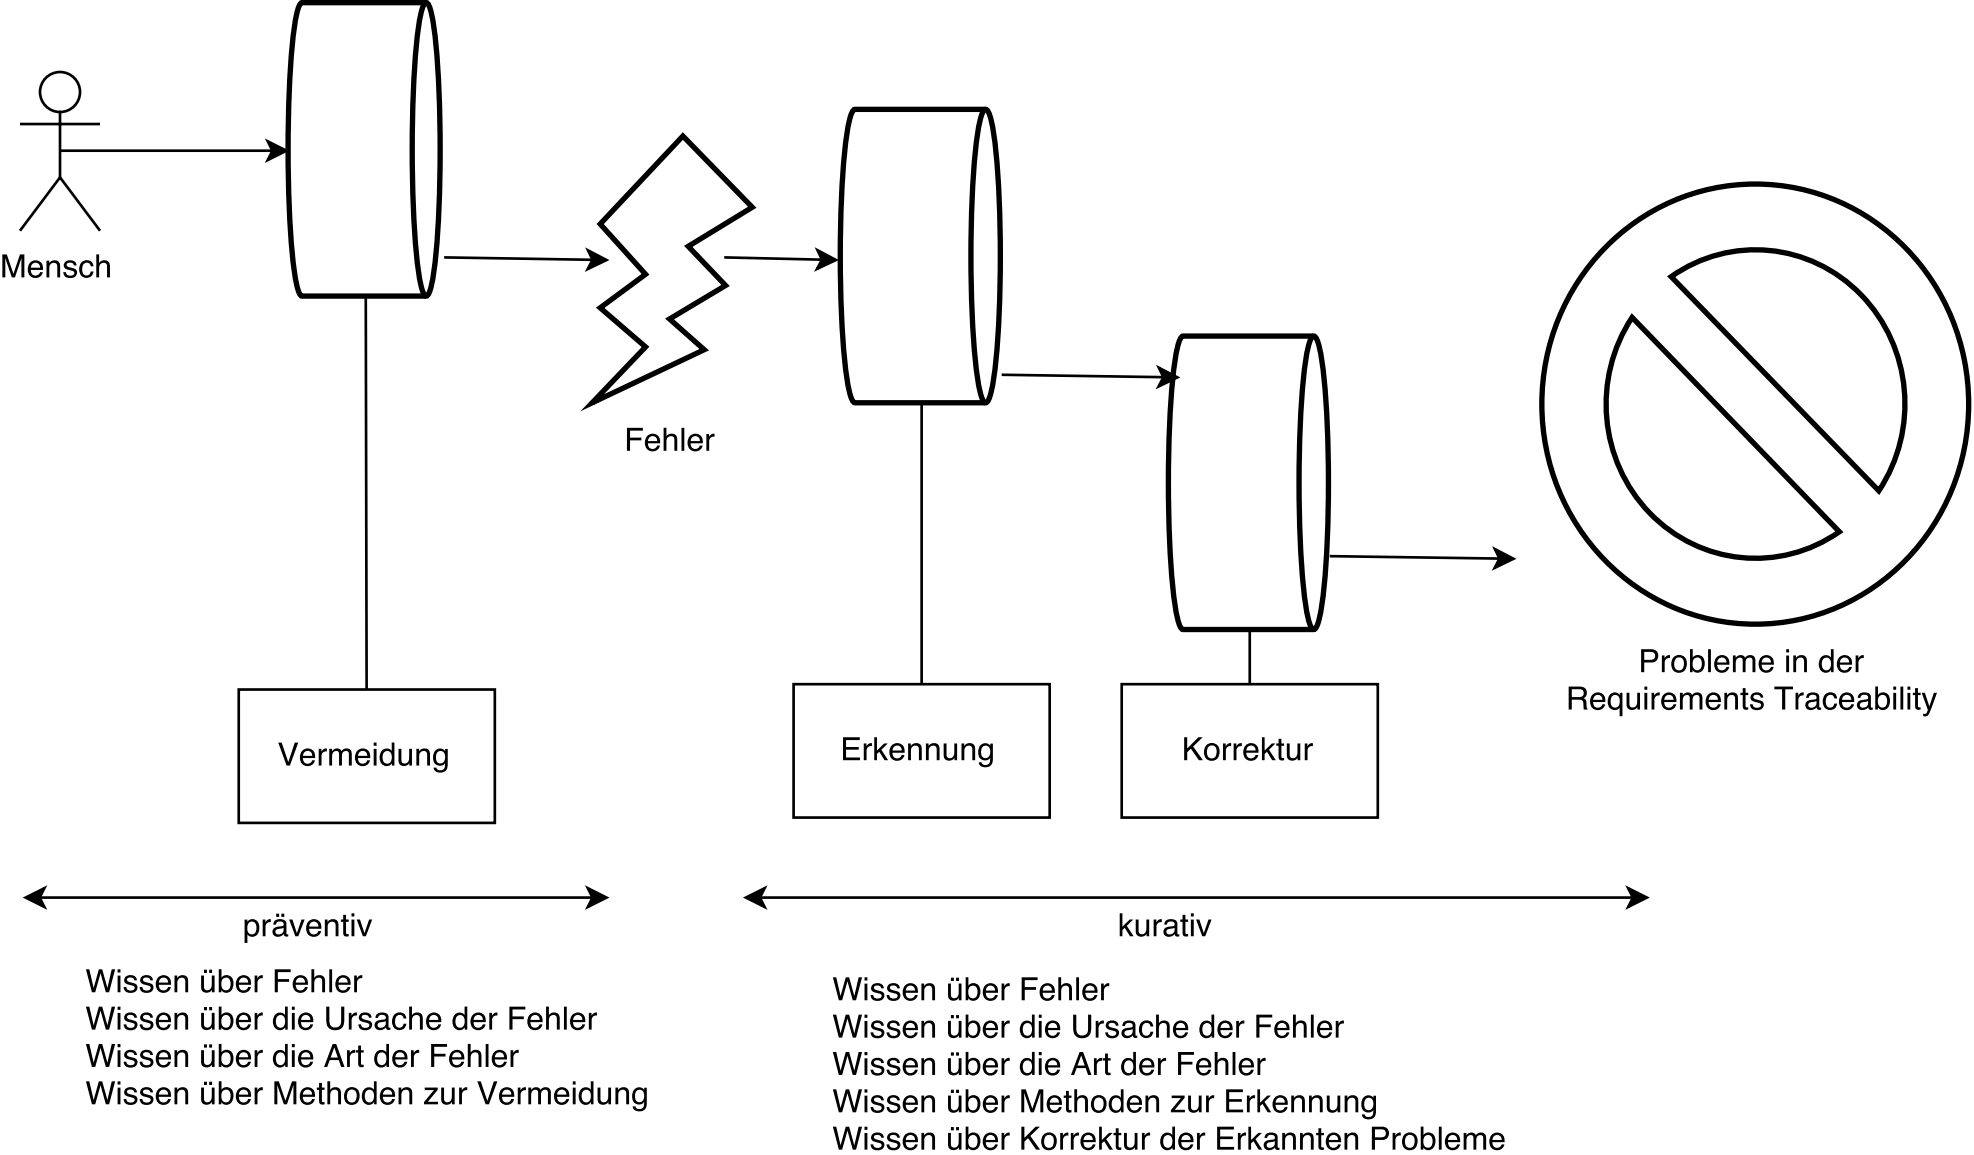 Mensch
Fehler
Probleme in der
Requirements Traceability
Vermeidung
Erkennung
Korrektur
präventiv
kurativ
Wissen über Fehler
Wissen über die Ursache der Fehler
Wissen über die Art der Fehler
Wissen über Methoden zur Vermeidung
Wissen über Fehler
Wissen über die Ursache der Fehler
Wissen über die Art der Fehler
Wissen über Methoden zur Erkennung
Wissen über Korrektur der Erkannten Probleme